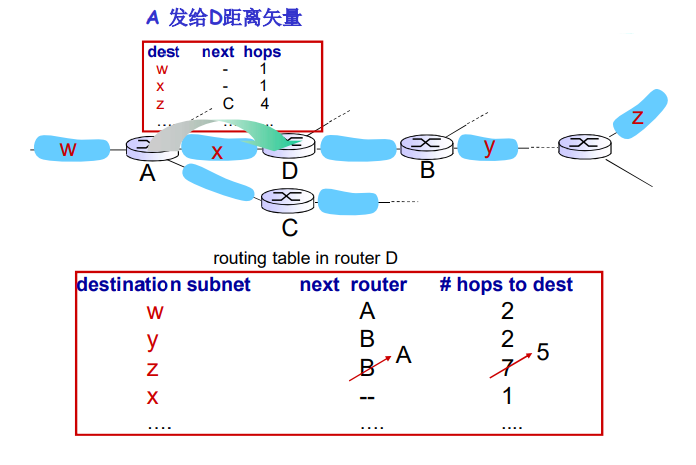 A 发给D距离矢量
dest next hops
w - 1
x - 1
z C 4
.... .. ...
w
x
y
z
A
D
B
C
routing table in router D
destination subnet next router # hops to dest
w A 2
y B 2
z B A 7 5
x -- 1
.... .... ....